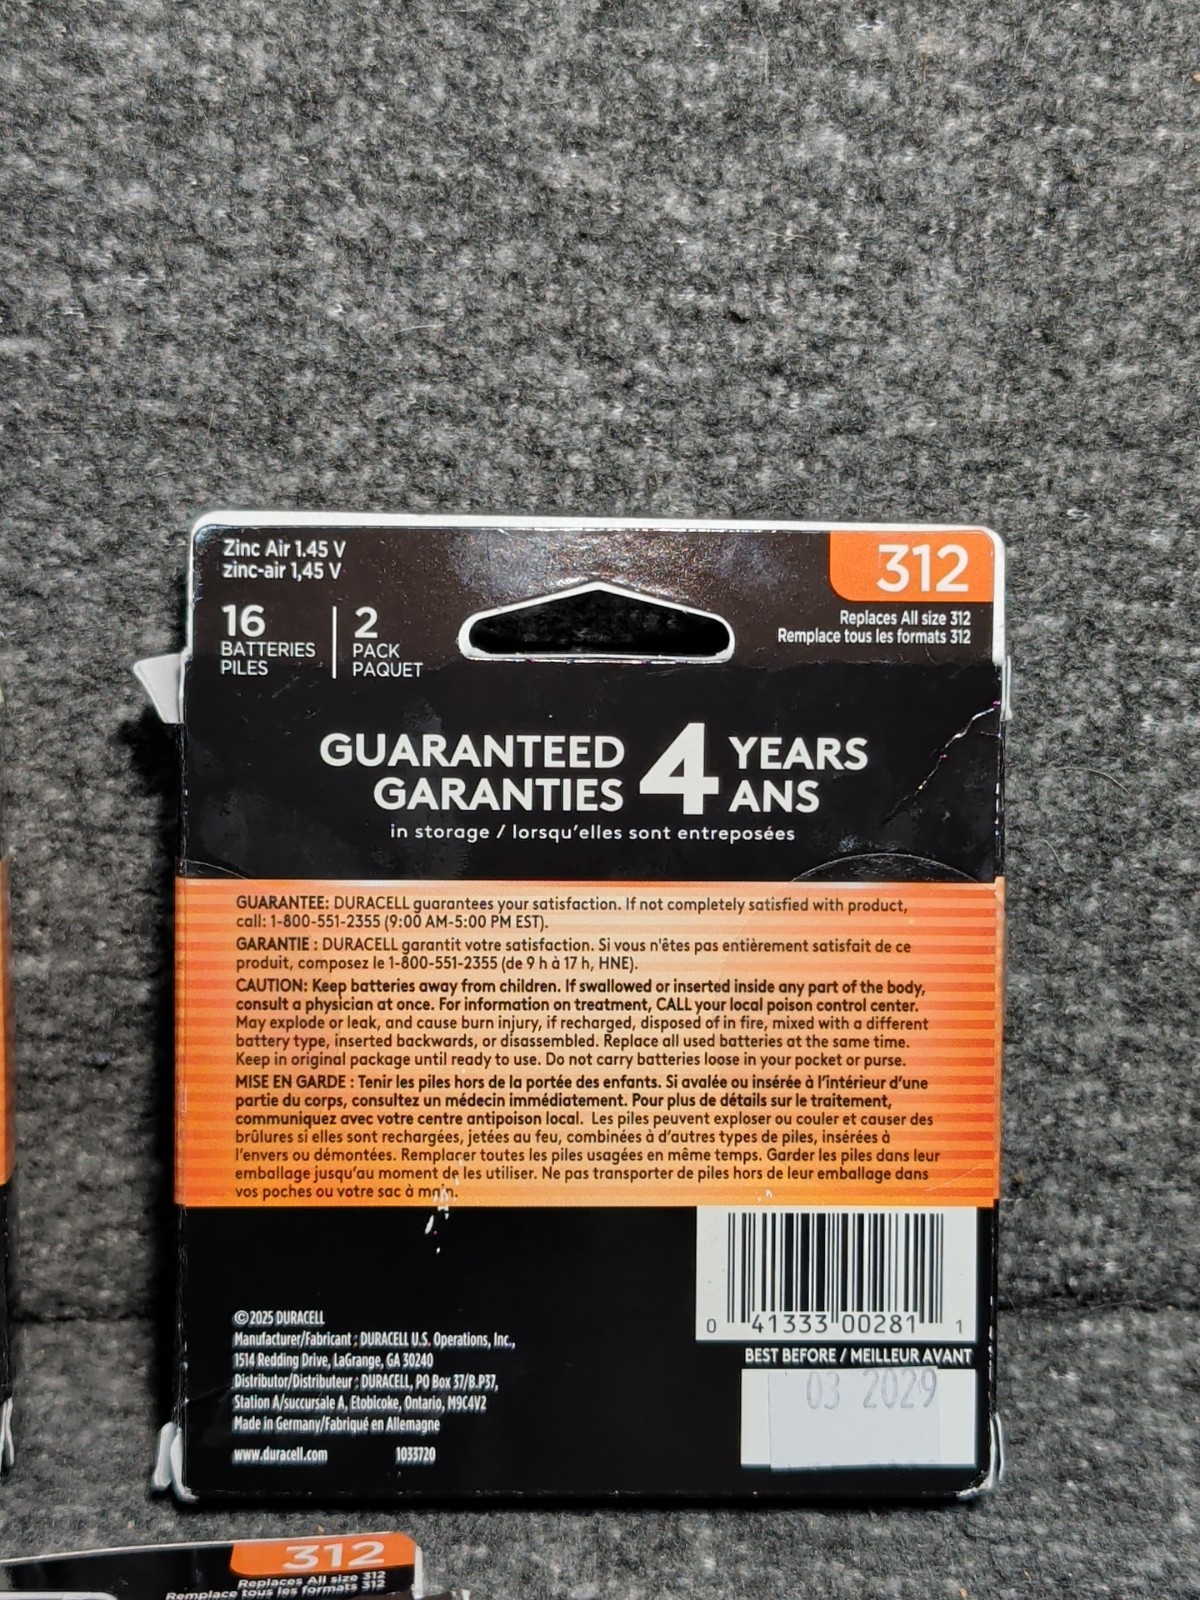 Zinc Air 1.45 V
zinc-air 1,45 V
16
BATTERIES
PILES
2
PACK
PAQUET
312
Replaces All size 312
Remplace tous les formats 312
GUARANTEED 4 YEARS
GARANTIES ANS
in storage / lorsqu'elles sont entreposées
GUARANTEE: DURACELL guarantees your satisfaction. If not completely satisfied with product,
call: 1-800-551-2355 (9:00 AM-5:00 PM EST).
GARANTIE : DURACELL garantit votre satisfaction. Si vous n'êtes pas entièrement satisfait de ce
produit, composez le 1-800-551-2355 (de 9 h à 17 h, HNE).
CAUTION: Keep batteries away from children. If swallowed or inserted inside any part of the body,
consult a physician at once. For information on treatment, CALL your local poison control center.
May explode or leak, and cause burn injury, if recharged, disposed of in fire, mixed with a different
battery type, inserted backwards, or disassembled. Replace all used batteries at the same time.
Keep in original package until ready to use. Do not carry batteries loose in your pocket or purse.
MISE EN GARDE : Tenir les piles hors de la portée des enfants. Si avalée ou insérée à l'intérieur d'une
partie du corps, consultez un médecin immédiatement. Pour plus de détails sur le traitement,
communiquez avec votre centre antipoison local. Les piles peuvent exploser ou couler et causer des
brûlures si elles sont rechargées, jetées au feu, combinées à d'autres types de piles, insérées à
l'envers ou démontées. Remplacer toutes les piles usagées en même temps. Garder les piles dans leur
emballage jusqu'au moment de les utiliser. Ne pas transporter de piles hors de leur emballage dans
vos poches ou votre sac à main.
0 41333 00281 1
BEST BEFORE / MEILLEUR AVANT
03 2029
©2025 DURACELL
Manufacturer/Fabricant : DURACELL U.S. Operations, Inc.,
1514 Redding Drive, LaGrange, GA 30240
Distributor/Distributeur : DURACELL, PO Box 37/B.P.37,
Station A/succursale A, Etobicoke, Ontario, M9C4V2
Made in Germany/Fabriqué en Allemagne
www.duracell.com 1033720
312
Replaces All size 312
Remplace tous les formats 312